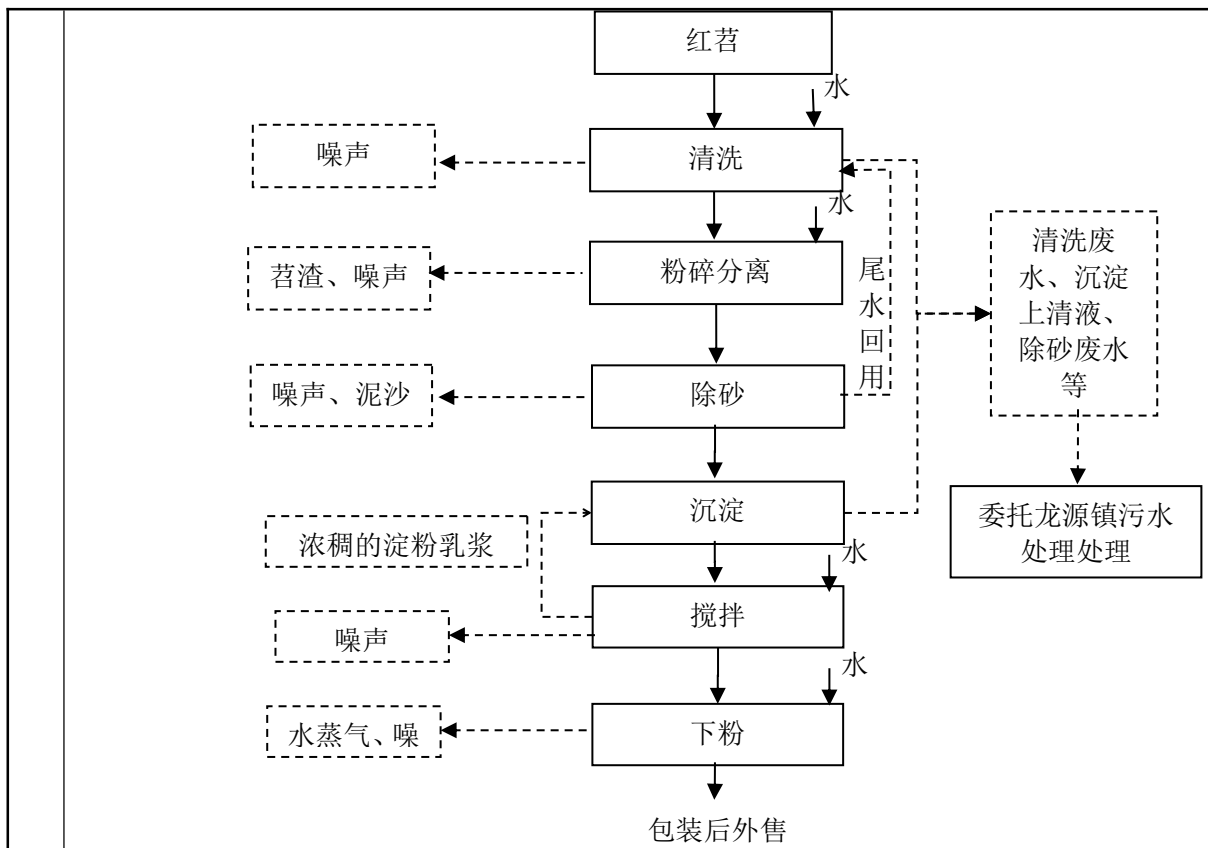 红苕
水
噪声
清洗
水
苕渣、噪声
粉碎分离
尾
水
回
用
清洗废
水、沉淀
上清液、
除砂废水
等
噪声、泥沙
除砂
沉淀
浓稠的淀粉乳浆
水
委托龙源镇污水
处理处理
搅拌
噪声
水
水蒸气、噪
下粉
包装后外售